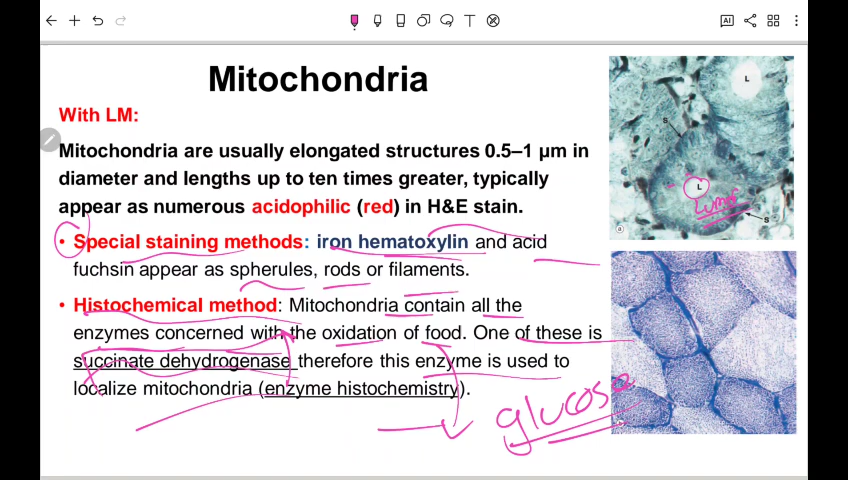 AI
T
Mitochondria
With LM:
Mitochondria are usually elongated structures 0.5–1 μm in
diameter and lengths up to ten times greater, typically
appear as numerous acidophilic (red) in H&E stain.
• Special staining methods: iron hematoxylin and acid
fuchsin appear as spherules, rods or filaments.
• Histochemical method: Mitochondria contain all the
enzymes concerned with the oxidation of food. One of these is
succinate dehydrogenase therefore this enzyme is used to
localize mitochondria (enzyme histochemistry).
glucose
L
S
L
Lumen
S
a